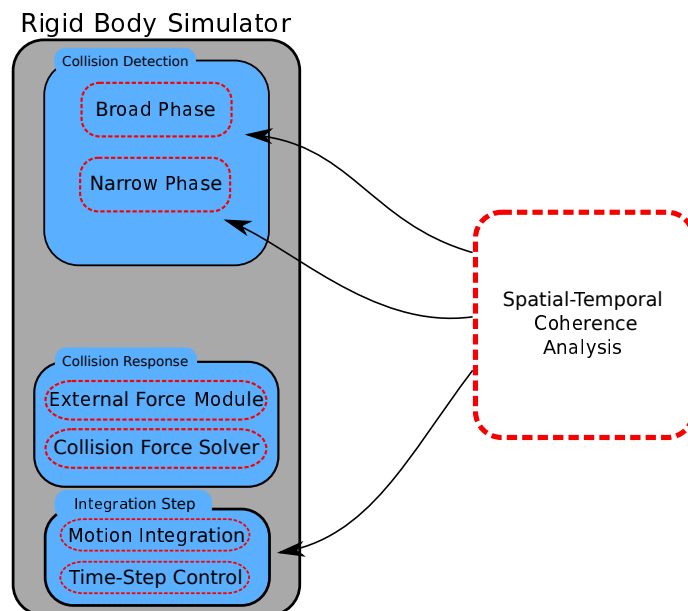 Rigid Body Simulator
Collision Detection
Broad Phase
Narrow Phase
Spatial-Temporal
Coherence
Analysis
Collision Response
External Force Module
Collision Force Solver
Integration Step
Motion Integration
Time-Step Control